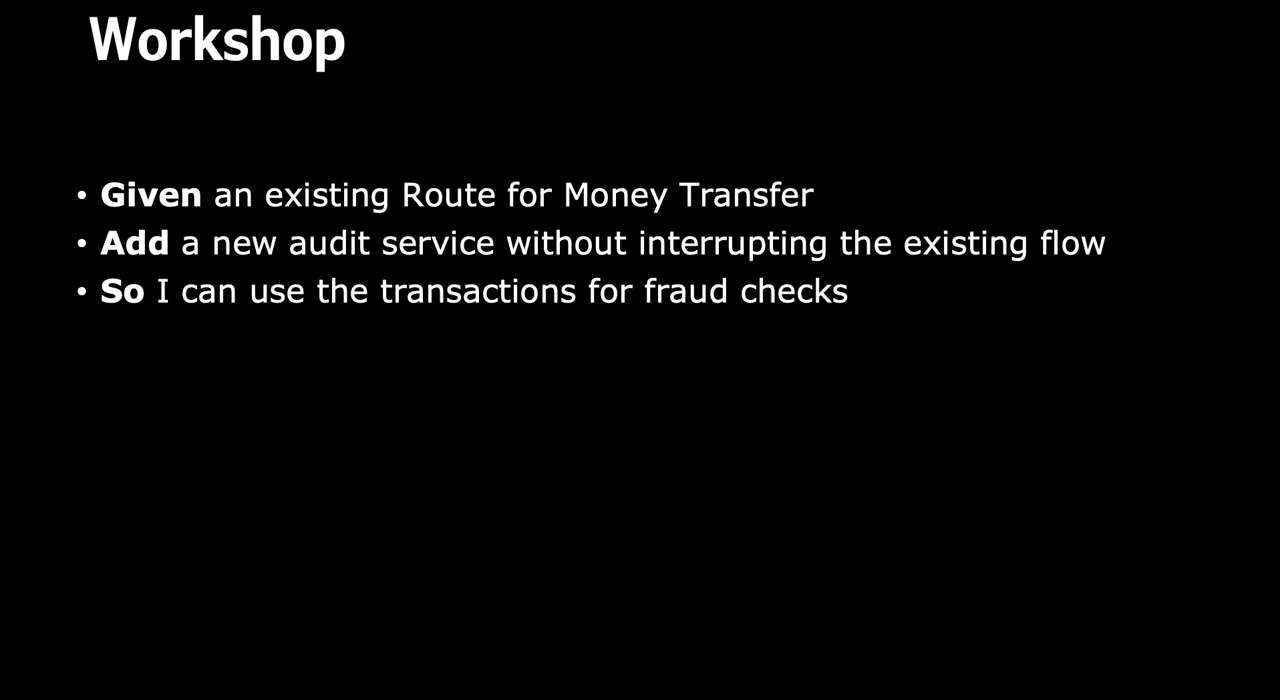 Workshop
• Given an existing Route for Money Transfer
• Add a new audit service without interrupting the existing flow
• So I can use the transactions for fraud checks